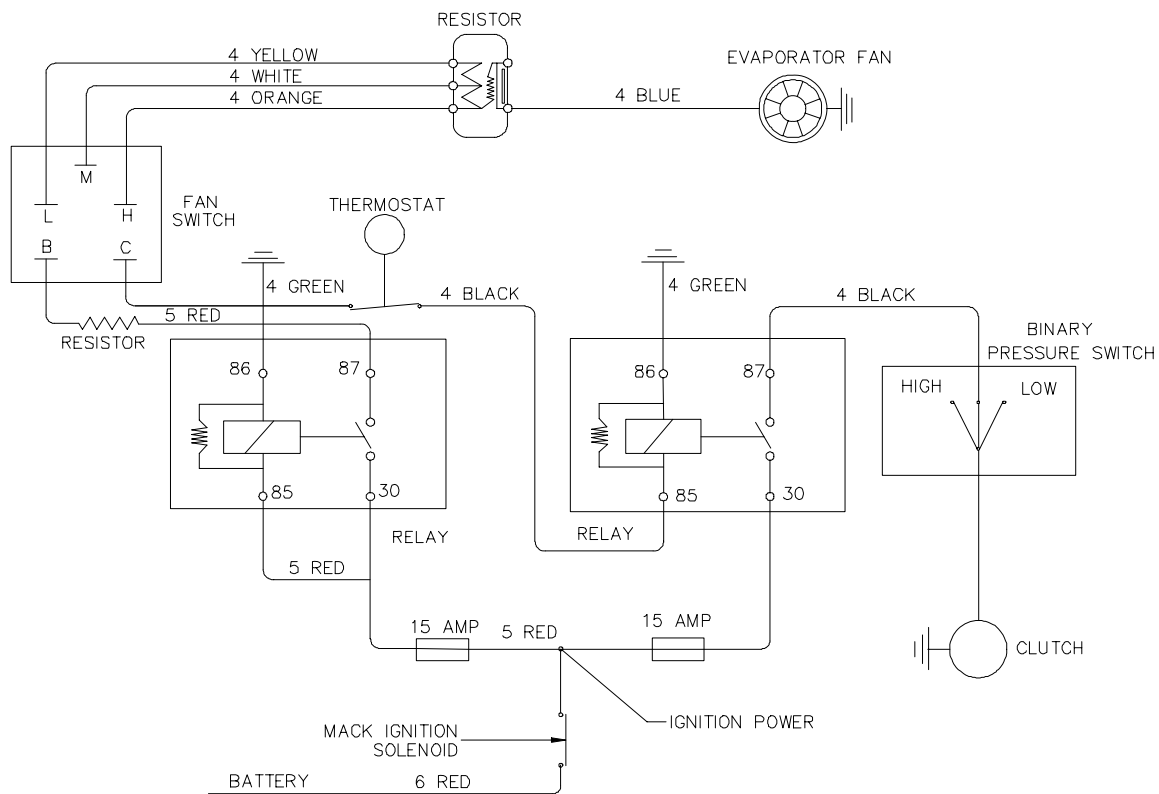 RESISTOR
4 YELLOW
EVAPORATOR FAN
4 WHITE
4 ORANGE
4 BLUE
M
FAN
SWITCH
L
H
THERMOSTAT
B
C
4 GREEN
4 BLACK
4 GREEN
4 BLACK
5 RED
RESISTOR
BINARY
PRESSURE SWITCH
86
87
86
87
HIGH
LOW
85
30
85
30
RELAY
RELAY
5 RED
15 AMP
5 RED
15 AMP
CLUTCH
IGNITION POWER
MACK IGNITION
SOLENOID
BATTERY
6 RED